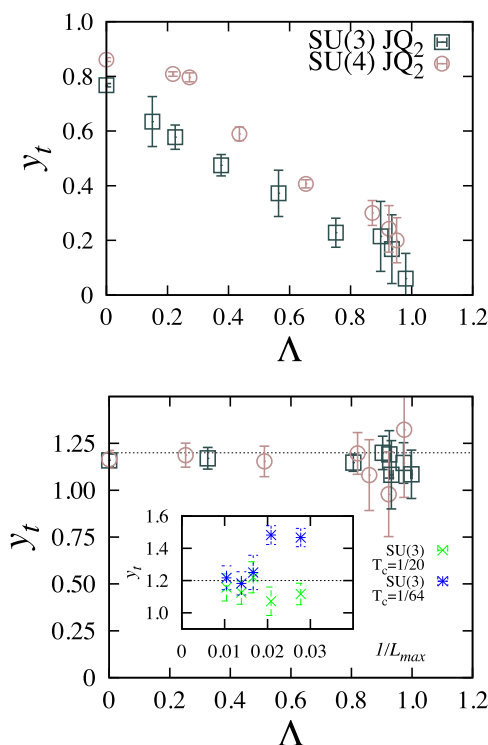 1
0.8
0.6
0.4
0.2
0
y_t
SU(3) JQ_2
SU(4) JQ_2
0 0.2 0.4 0.6 0.8 1.0 1.2
Λ
1.25
1.00
0.75
0.50
0.25
0
y_t
1.6
1.4
1.2
1.0
y_t
0 0.01 0.02 0.03
SU(3)
T_c=1/20
SU(3)
T_c=1/64
1/L_max
0 0.2 0.4 0.6 0.8 1.0 1.2
Λ